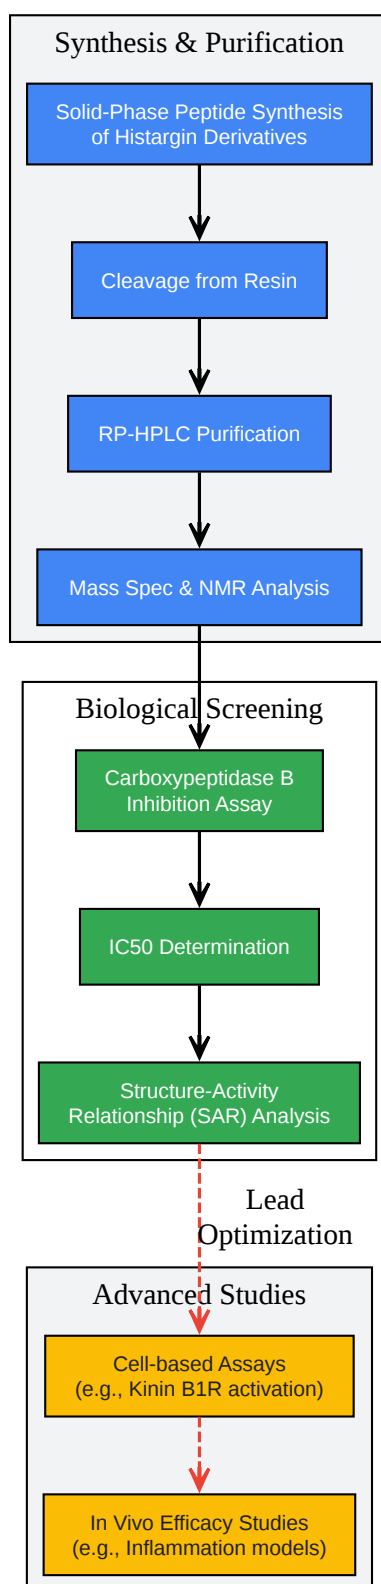 Synthesis & Purification
Solid-Phase Peptide Synthesis
of Histargin Derivatives
Cleavage from Resin
RP-HPLC Purification
Mass Spec & NMR Analysis
Biological Screening
Carboxypeptidase B
Inhibition Assay
IC50 Determination
Structure-Activity
Relationship (SAR) Analysis
Lead
Optimization
Advanced Studies
Cell-based Assays
(e.g., Kinin B1R activation)
In Vivo Efficacy Studies
(e.g., Inflammation models)